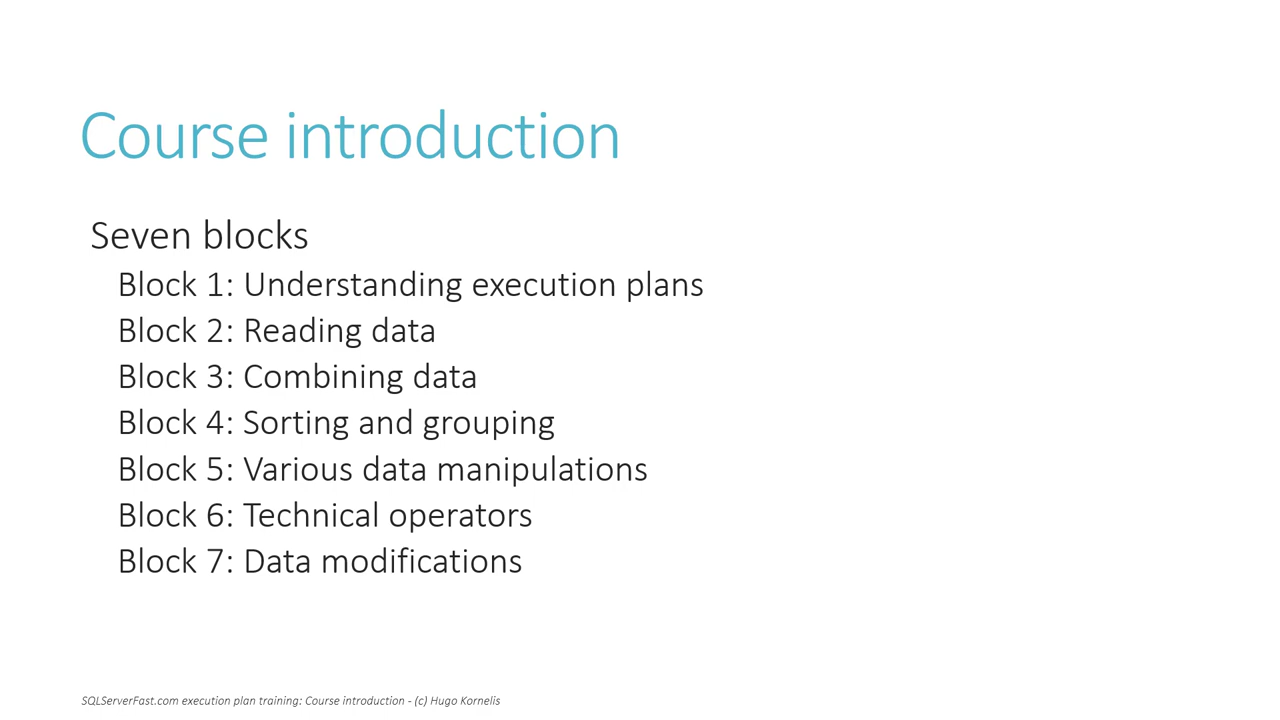 Course introduction
Seven blocks
Block 1: Understanding execution plans
Block 2: Reading data
Block 3: Combining data
Block 4: Sorting and grouping
Block 5: Various data manipulations
Block 6: Technical operators
Block 7: Data modifications
SQLServerFast.com execution plan training: Course introduction - (c) Hugo Kornelis